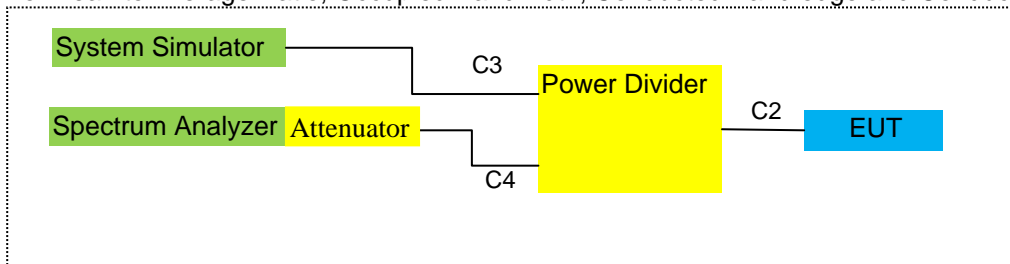 System Simulator
C3
Power Divider
Spectrum Analyzer Attenuator
C2
EUT
C4